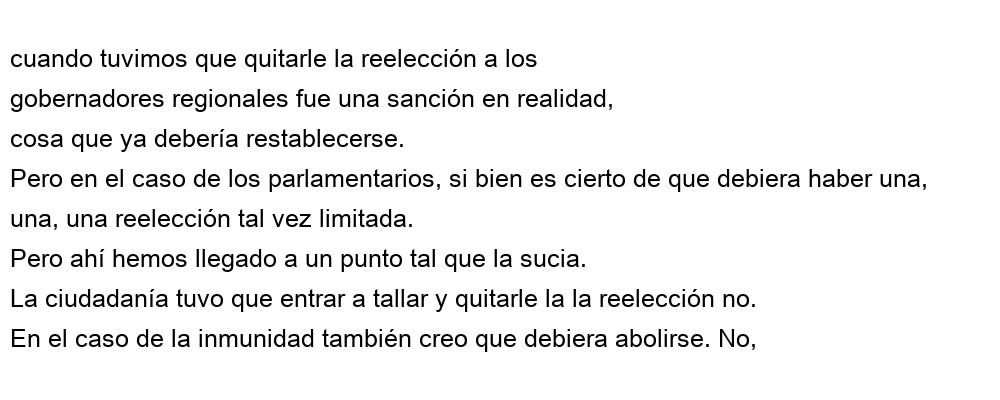 cuando tuvimos que quitarle la reelección a los
gobernadores regionales fue una sanción en realidad,
cosa que ya debería restablecerse.
Pero en el caso de los parlamentarios, si bien es cierto de que debiera haber una,
una, una reelección tal vez limitada.
Pero ahí hemos llegado a un punto tal que la sucia.
La ciudadanía tuvo que entrar a tallar y quitarle la la reelección no.
En el caso de la inmunidad también creo que debiera abolirse. No,